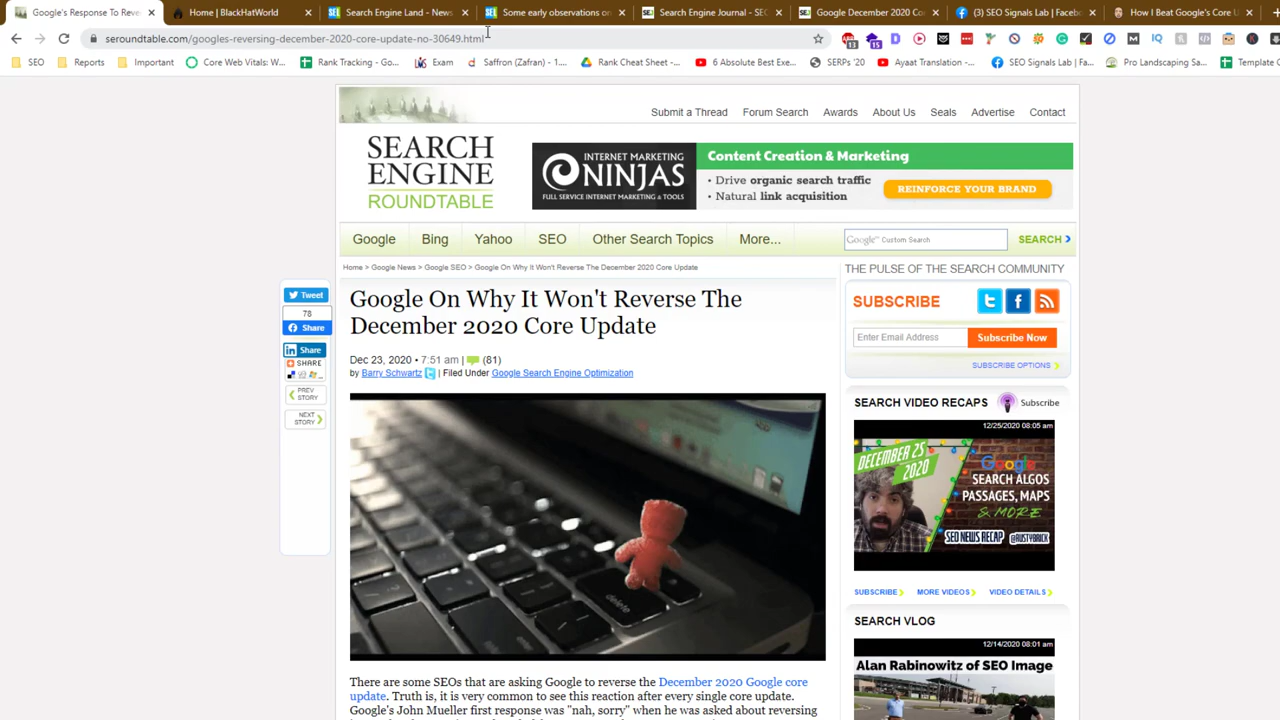 Google's Response To Reve
Home | BlackHatWorld
Search Engine Land - News
Some early observations on
Search Engine Journal - SEO
Google December 2020 Co
(3) SEO Signals Lab | Facebo
How I Beat Google's Core U
seroundtable.com/googles-reversing-december-2020-core-update-no-30649.html
SEO
Reports
Important
Core Web Vitals: W...
Rank Tracking - Go...
Exam
Saffron (Zafran) - 1....
Rank Cheat Sheet -...
6 Absolute Best Exe...
SERPs '20
Ayaat Translation -...
SEO Signals Lab | Fa...
Pro Landscaping Sa...
Template
Submit a Thread
Forum Search
Awards
About Us
Seals
Advertise
Contact
SEARCH
ENGINE
ROUNDTABLE
INTERNET MARKETING
NINJAS
FULL SERVICE INTERNET MARKETING & TOOLS
Content Creation & Marketing
• Drive organic search traffic
• Natural link acquisition
REINFORCE YOUR BRAND
Google
Bing
Yahoo
SEO
Other Search Topics
More...
Google™ Custom Search
SEARCH
Home > Google News > Google SEO > Google On Why It Won't Reverse The December 2020 Core Update
THE PULSE OF THE SEARCH COMMUNITY
Tweet
78
Share
Share
SHARE
PREV
STORY
NEXT
STORY
Google On Why It Won't Reverse The
December 2020 Core Update
Dec 23, 2020 • 7:51 am | (81)
by Barry Schwartz | Filed Under Google Search Engine Optimization
delete
There are some SEOs that are asking Google to reverse the December 2020 Google core
update. Truth is, it is very common to see this reaction after every single core update.
Google's John Mueller first response was "nah, sorry" when he was asked about reversing
SUBSCRIBE
Enter Email Address
Subscribe Now
SUBSCRIBE OPTIONS
SEARCH VIDEO RECAPS
Subscribe
12/25/2020 08:05 am
DECEMBER 25
2020
Google
SEARCH ALGOS
PASSAGES, MAPS
& MORE
SEO NEWS RECAP
@RUSTYBRICK
SUBSCRIBE
MORE VIDEOS
VIDEO DETAILS
SEARCH VLOG
12/14/2020 08:01 am
Alan Rabinowitz of SEO Image